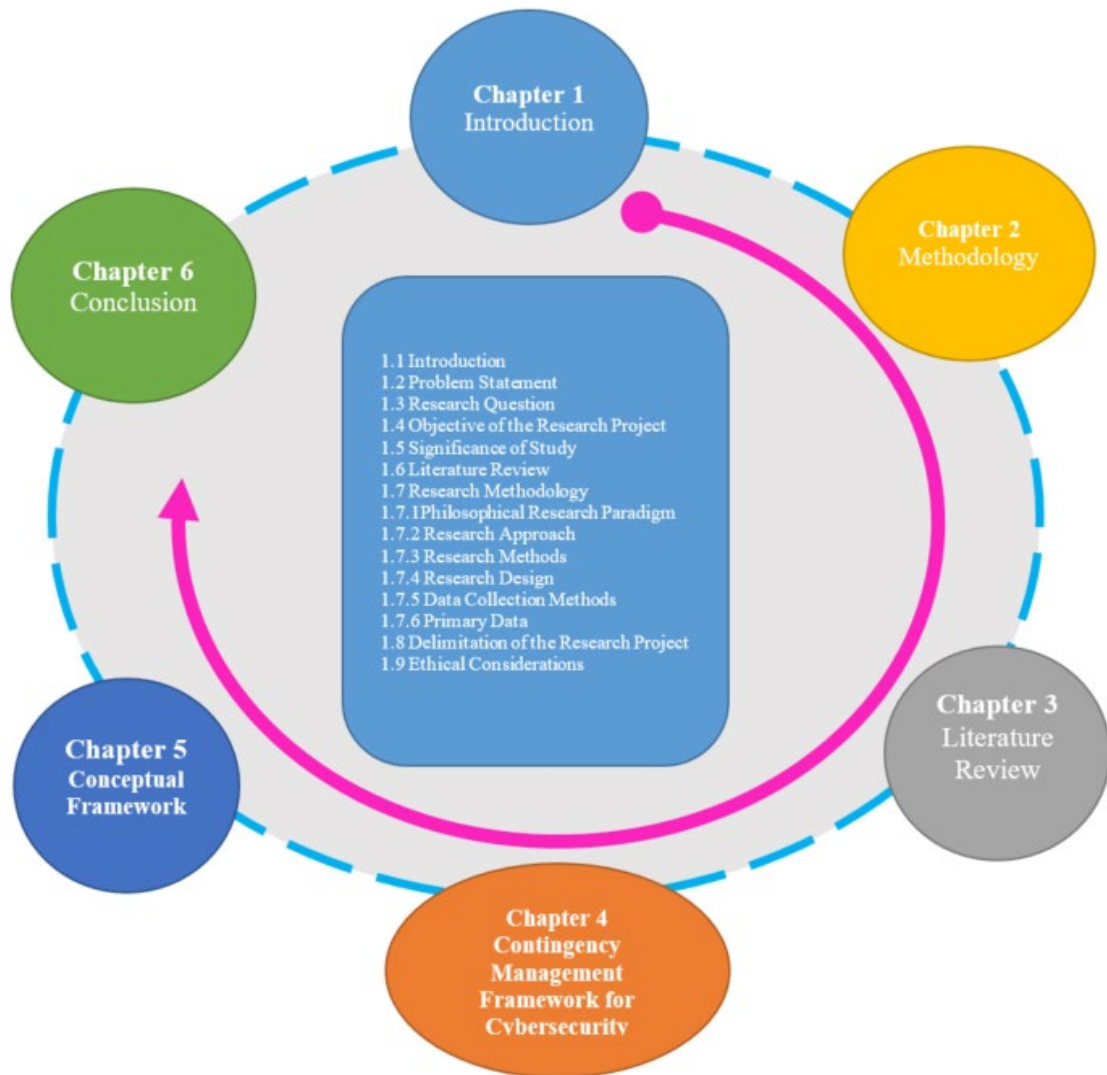 Chapter 1
Introduction
Chapter 2
Methodology
Chapter 3
Literature
Review
Chapter 4
Contingency
Management
Framework for
Cybersecurity
Chapter 5
Conceptual
Framework
Chapter 6
Conclusion
1.1 Introduction
1.2 Problem Statement
1.3 Research Question
1.4 Objective of the Research Project
1.5 Significance of Study
1.6 Literature Review
1.7 Research Methodology
1.7.1Philosophical Research Paradigm
1.7.2 Research Approach
1.7.3 Research Methods
1.7.4 Research Design
1.7.5 Data Collection Methods
1.7.6 Primary Data
1.8 Delimitation of the Research Project
1.9 Ethical Considerations